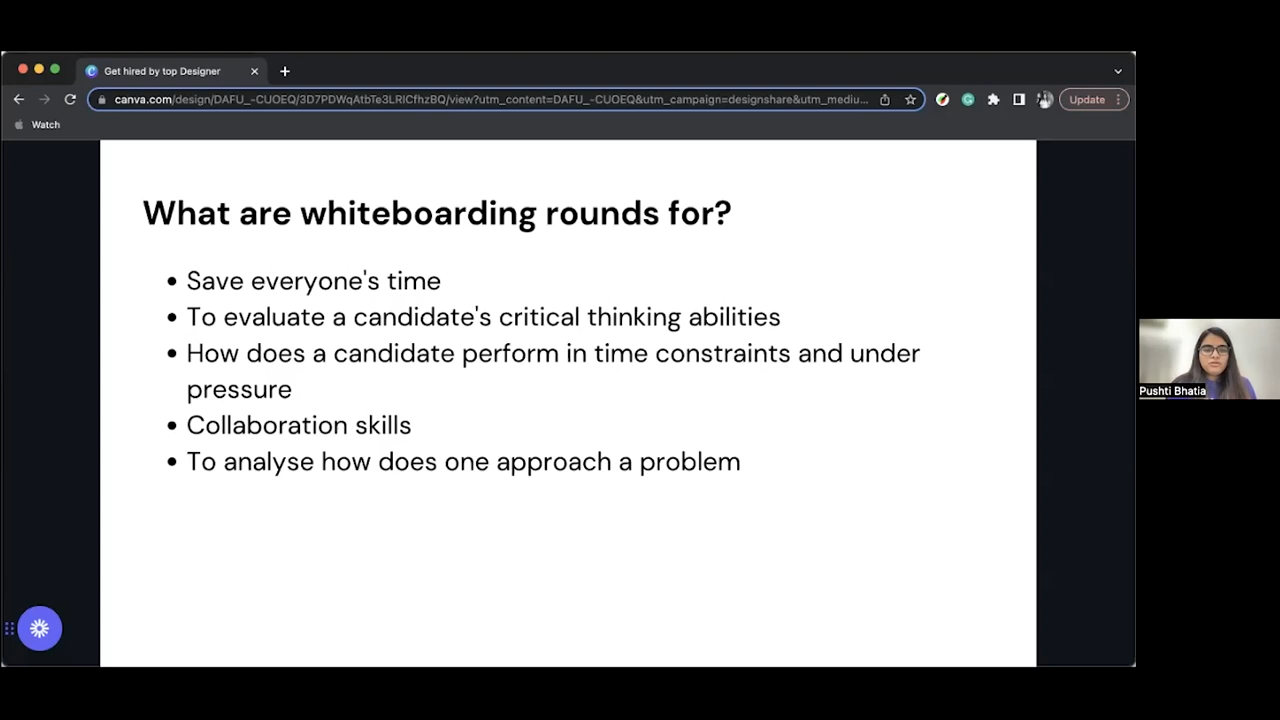 Get hired by top Designer
canva.com/design/DAFU_-CUOEQ/3D7PDWqAtbTe3LRICfhzBQ/view?utm_content=DAFU_-CUOEQ&utm_campaign=designshare&utm_mediu...
Update
Watch
What are whiteboarding rounds for?
• Save everyone's time
• To evaluate a candidate's critical thinking abilities
• How does a candidate perform in time constraints and under
pressure
• Collaboration skills
• To analyse how does one approach a problem
Pushti Bhatia